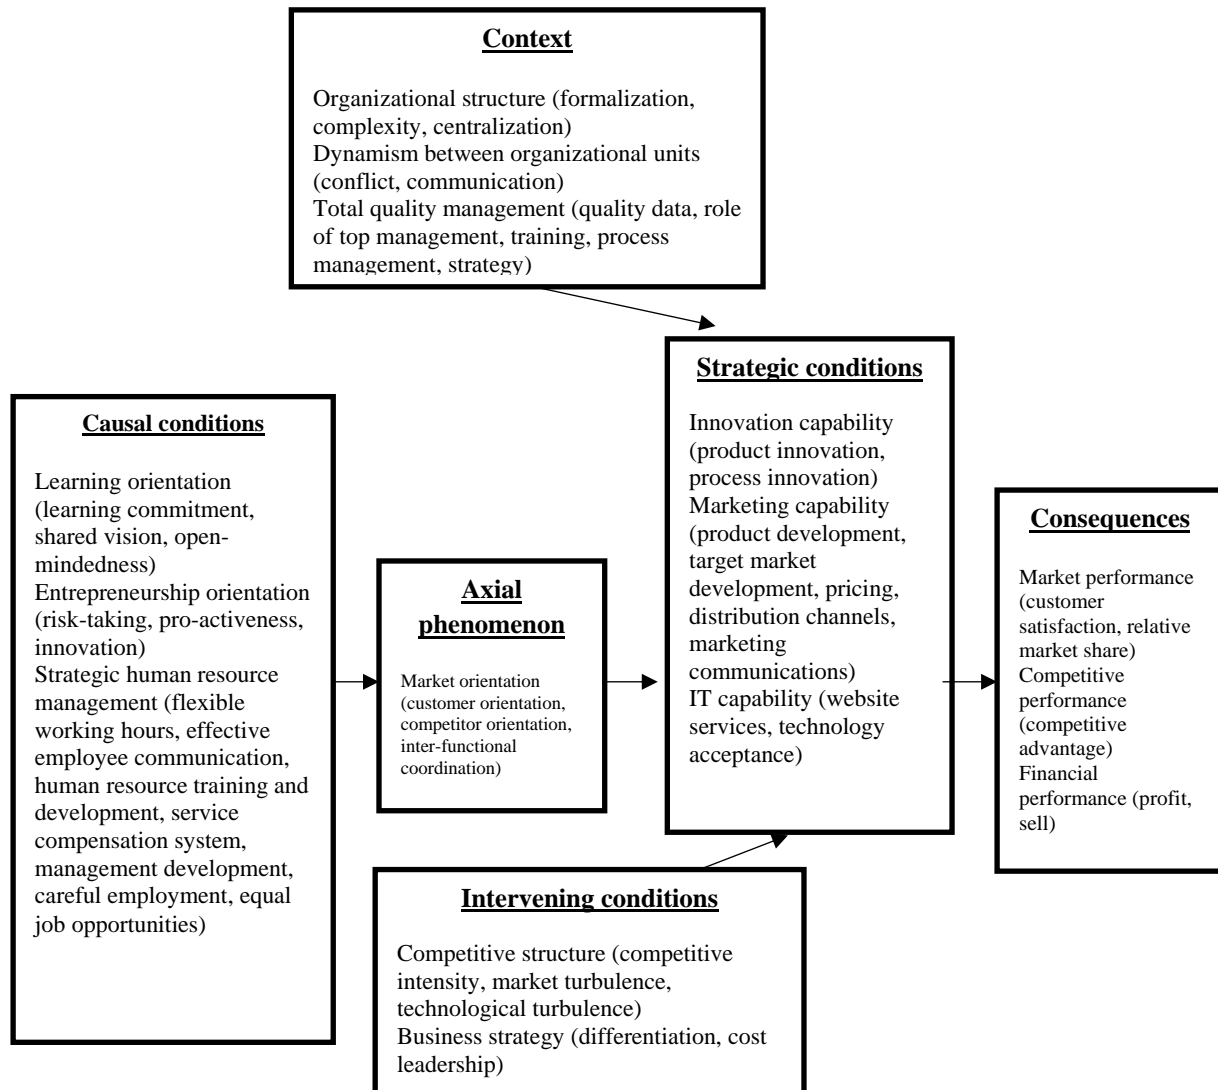 Context
Organizational structure (formalization,
complexity, centralization)
Dynamism between organizational units
(conflict, communication)
Total quality management (quality data, role
of top management, training, process
management, strategy)
Causal conditions
Learning orientation
(learning commitment,
shared vision, open-
mindedness)
Entrepreneurship orientation
(risk-taking, pro-activeness,
innovation)
Strategic human resource
management (flexible
working hours, effective
employee communication,
human resource training and
development, service
compensation system,
management development,
careful employment, equal
job opportunities)
Axial
phenomenon
Market orientation
(customer orientation,
competitor orientation,
inter-functional
coordination)
Strategic conditions
Innovation capability
(product innovation,
process innovation)
Marketing capability
(product development,
target market
development, pricing,
distribution channels,
marketing
communications)
IT capability (website
services, technology
acceptance)
Intervening conditions
Competitive structure (competitive
intensity, market turbulence,
technological turbulence)
Business strategy (differentiation, cost
leadership)
Consequences
Market performance
(customer
satisfaction, relative
market share)
Competitive
performance
(competitive
advantage)
Financial
performance (profit,
sell)